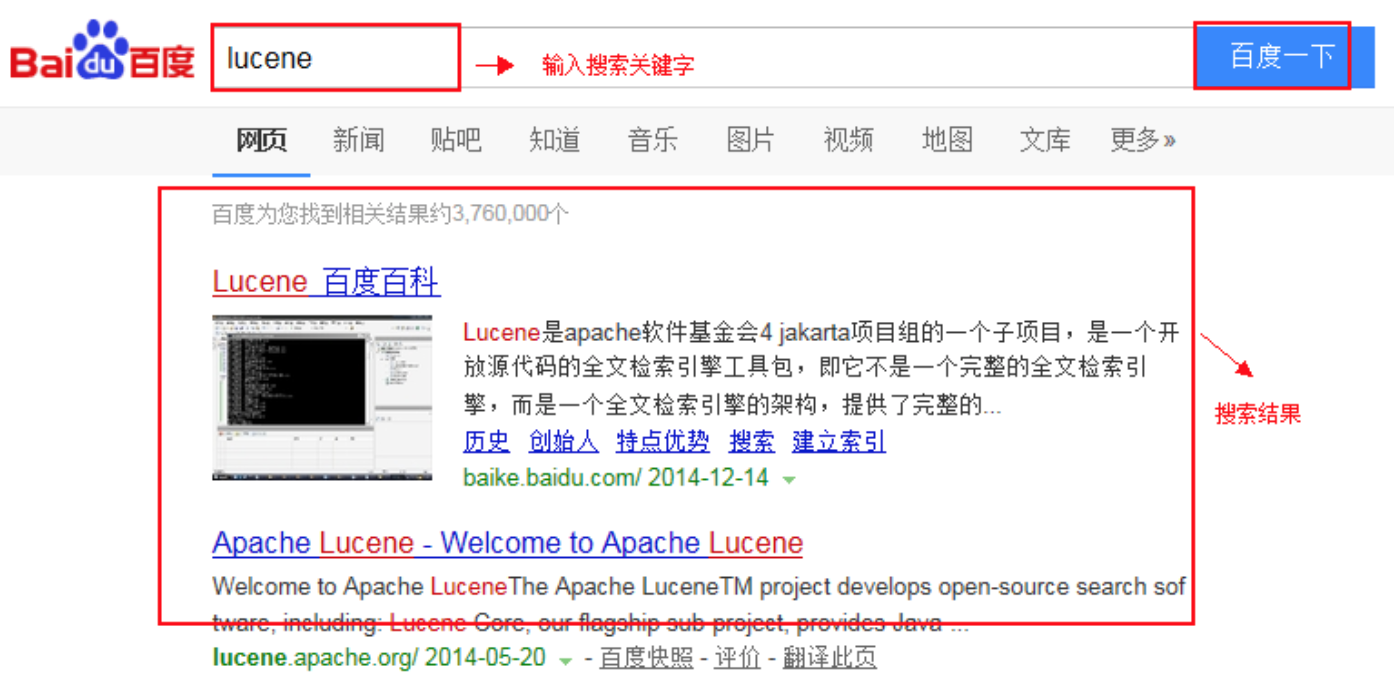 Bai du 百度 lucene 输入搜索关键字 百度一下
网页 新闻 贴吧 知道 音乐 图片 视频 地图 文库 更多»
百度为您找到相关结果约3,760,000个
Lucene 百度百科
Lucene是apache软件基金会4 jakarta项目组的一个子项目，是一个开
放源代码的全文检索引擎工具包，即它不是一个完整的全文检索引
擎，而是一个全文检索引擎的架构，提供了完整的...
搜索结果
历史 创始人 特点优势 搜索 建立索引
baike.baidu.com/ 2014-12-14
Apache Lucene - Welcome to Apache Lucene
Welcome to Apache LuceneThe Apache LuceneTM project develops open-source search sof
tware, including: Lucene Core, our flagship sub-project, provides Java ...
lucene.apache.org/ 2014-05-20 - 百度快照 - 评价 - 翻译此页